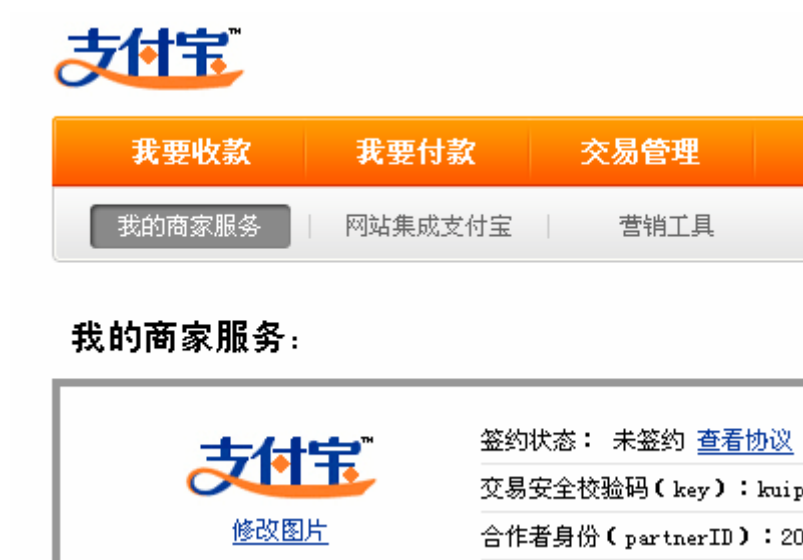 支付宝™
我要收款 我要付款 交易管理
我的商家服务 | 网站集成支付宝 | 营销工具
我的商家服务：
支付宝™
修改图片
签约状态： 未签约 查看协议
交易安全校验码(key)：kuip
合作者身份(partnerID)：20